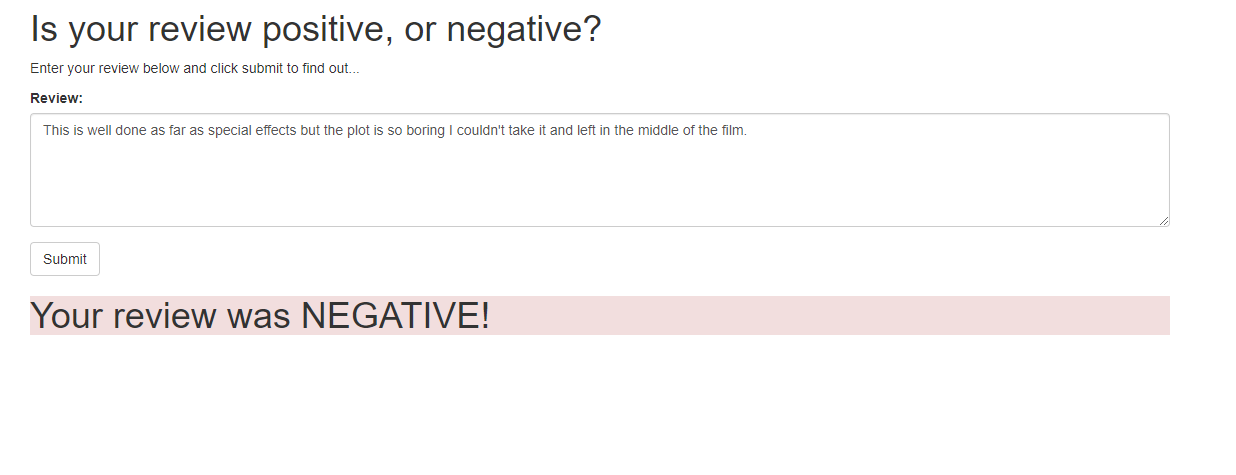 Is your review positive, or negative?
Enter your review below and click submit to find out...
Review:
This is well done as far as special effects but the plot is so boring I couldn't take it and left in the middle of the film.
Submit
Your review was NEGATIVE!